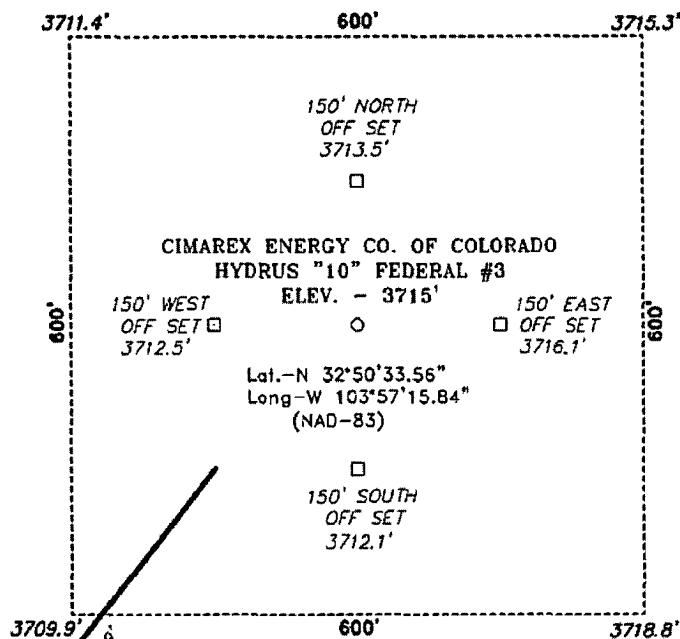 3711.4' 600' 3715.3'
150' NORTH
OFF SET
3713.5'
CIMAREX ENERGY CO. OF COLORADO
HYDRUS "10" FEDERAL #3
ELEV. - 3715'
600'
150' WEST
OFF SET
3712.5'
150' EAST
OFF SET
3716.1'
600'
Lat.-N 32°50'33.56"
Long-W 103°57'15.84"
(NAD-83)
150' SOUTH
OFF SET
3712.1'
3709.9' 600' 3718.8'